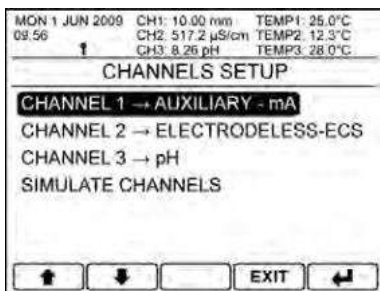 MON 1 JUN 2009 CH1: 10.00 mm TEMP1: 25.0°C
09:56 CH2: 517.2 µS/cm TEMP2: 12.3°C
CH3: 8.26 pH TEMP3: 28.0°C
CHANNELS SETUP
CHANNEL 1 → AUXILIARY - mA
CHANNEL 2 → ELECTRODELESS-ECS
CHANNEL 3 → pH
SIMULATE CHANNELS
EXIT